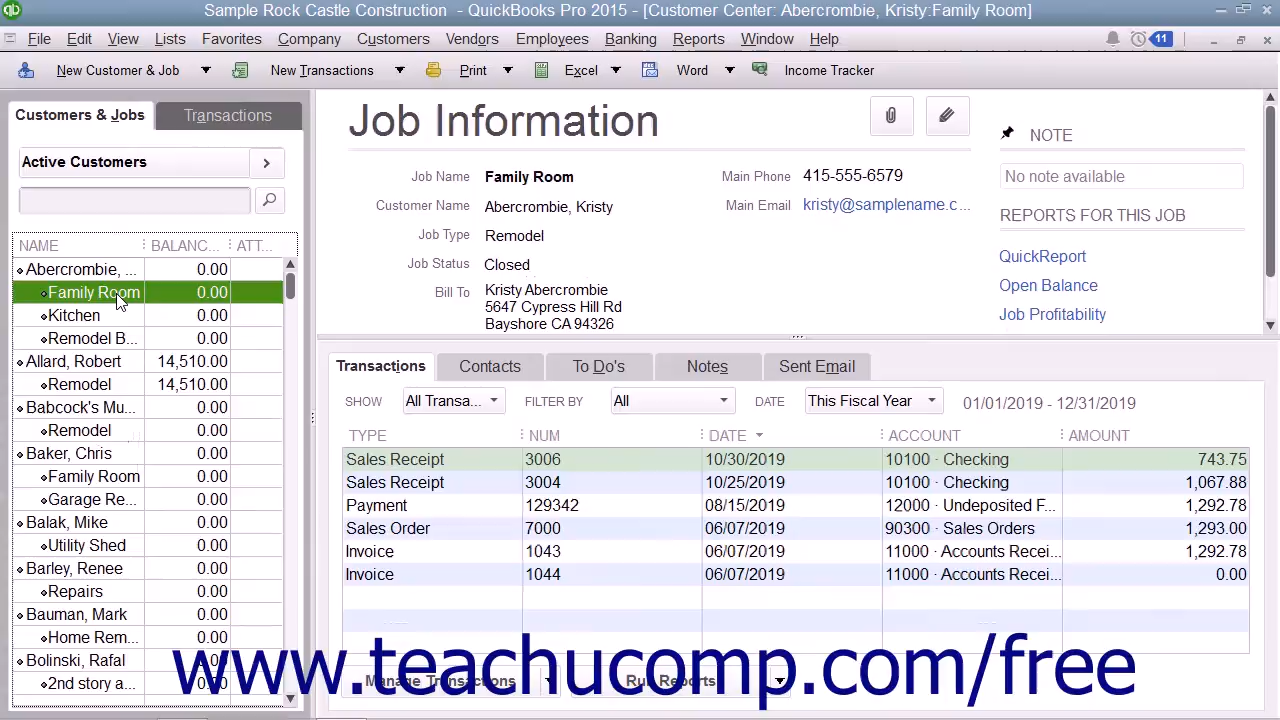 Sample Rock Castle Construction - QuickBooks Pro 2015 - [Customer Center: Abercrombie, Kristy:Family Room]
File Edit View Lists Favorites Company Customers Vendors Employees Banking Reports Window Help 11
New Customer & Job New Transactions Print Excel Word Income Tracker
Customers & Jobs Transactions
Active Customers
NAME BALANC... ATT...
Abercrombie, ... 0.00
Family Room 0.00
Kitchen 0.00
Remodel B... 0.00
Allard, Robert 14,510.00
Remodel 14,510.00
Babcock's Mu... 0.00
Remodel 0.00
Baker, Chris 0.00
Family Room 0.00
Garage Re... 0.00
Balak, Mike 0.00
Utility Shed 0.00
Barley, Renee 0.00
Repairs 0.00
Bauman, Mark 0.00
Home Rem... 0.00
Bolinski, Rafal 0.00
2nd story a... 0.00
Job Information
Job Name Family Room
Customer Name Abercrombie, Kristy
Job Type Remodel
Job Status Closed
Bill To Kristy Abercrombie
5647 Cypress Hill Rd
Bayshore CA 94326
Main Phone 415-555-6579
Main Email kristy@samplename.c...
NOTE
No note available
REPORTS FOR THIS JOB
QuickReport
Open Balance
Job Profitability
Transactions Contacts To Do's Notes Sent Email
SHOW All Transa... FILTER BY All DATE This Fiscal Year 01/01/2019 - 12/31/2019
TYPE NUM DATE ACCOUNT AMOUNT
Sales Receipt 3006 10/30/2019 10100 · Checking 743.75
Sales Receipt 3004 10/25/2019 10100 · Checking 1,067.88
Payment 129342 08/15/2019 12000 · Undeposited F... 1,292.78
Sales Order 7000 06/07/2019 90300 · Sales Orders 1,293.00
Invoice 1043 06/07/2019 11000 · Accounts Recei... 1,292.78
Invoice 1044 06/07/2019 11000 · Accounts Recei... 0.00
Manage Transactions Run Reports
www.teachucomp.com/free